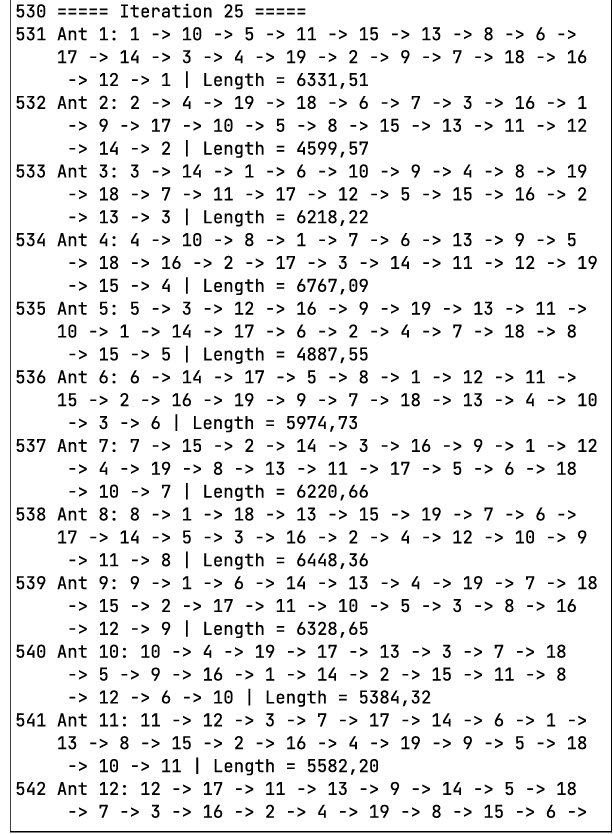 530 ===== Iteration 25 =====
531 Ant 1: 1 -> 10 -> 5 -> 11 -> 15 -> 13 -> 8 -> 6 ->
17 -> 14 -> 3 -> 4 -> 19 -> 2 -> 9 -> 7 -> 18 -> 16
-> 12 -> 1 | Length = 6331,51
532 Ant 2: 2 -> 4 -> 19 -> 18 -> 6 -> 7 -> 3 -> 16 -> 1
-> 9 -> 17 -> 10 -> 5 -> 8 -> 15 -> 13 -> 11 -> 12
-> 14 -> 2 | Length = 4599,57
533 Ant 3: 3 -> 14 -> 1 -> 6 -> 10 -> 9 -> 4 -> 8 -> 19
-> 18 -> 7 -> 11 -> 17 -> 12 -> 5 -> 15 -> 16 -> 2
-> 13 -> 3 | Length = 6218,22
534 Ant 4: 4 -> 10 -> 8 -> 1 -> 7 -> 6 -> 13 -> 9 -> 5
-> 18 -> 16 -> 2 -> 17 -> 3 -> 14 -> 11 -> 12 -> 19
-> 15 -> 4 | Length = 6767,09
535 Ant 5: 5 -> 3 -> 12 -> 16 -> 9 -> 19 -> 13 -> 11 ->
10 -> 1 -> 14 -> 17 -> 6 -> 2 -> 4 -> 7 -> 18 -> 8
-> 15 -> 5 | Length = 4887,55
536 Ant 6: 6 -> 14 -> 17 -> 5 -> 8 -> 1 -> 12 -> 11 ->
15 -> 2 -> 16 -> 19 -> 9 -> 7 -> 18 -> 13 -> 4 -> 10
-> 3 -> 6 | Length = 5974,73
537 Ant 7: 7 -> 15 -> 2 -> 14 -> 3 -> 16 -> 9 -> 1 -> 12
-> 4 -> 19 -> 8 -> 13 -> 11 -> 17 -> 5 -> 6 -> 18
-> 10 -> 7 | Length = 6220,66
538 Ant 8: 8 -> 1 -> 18 -> 13 -> 15 -> 19 -> 7 -> 6 ->
17 -> 14 -> 5 -> 3 -> 16 -> 2 -> 4 -> 12 -> 10 -> 9
-> 11 -> 8 | Length = 6448,36
539 Ant 9: 9 -> 1 -> 6 -> 14 -> 13 -> 4 -> 19 -> 7 -> 18
-> 15 -> 2 -> 17 -> 11 -> 10 -> 5 -> 3 -> 8 -> 16
-> 12 -> 9 | Length = 6328,65
540 Ant 10: 10 -> 4 -> 19 -> 17 -> 13 -> 3 -> 7 -> 18
-> 5 -> 9 -> 16 -> 1 -> 14 -> 2 -> 15 -> 11 -> 8
-> 12 -> 6 -> 10 | Length = 5384,32
541 Ant 11: 11 -> 12 -> 3 -> 7 -> 17 -> 14 -> 6 -> 1 ->
13 -> 8 -> 15 -> 2 -> 16 -> 4 -> 19 -> 9 -> 5 -> 18
-> 10 -> 11 | Length = 5582,20
542 Ant 12: 12 -> 17 -> 11 -> 13 -> 9 -> 14 -> 5 -> 18
-> 7 -> 3 -> 16 -> 2 -> 4 -> 19 -> 8 -> 15 -> 6 ->